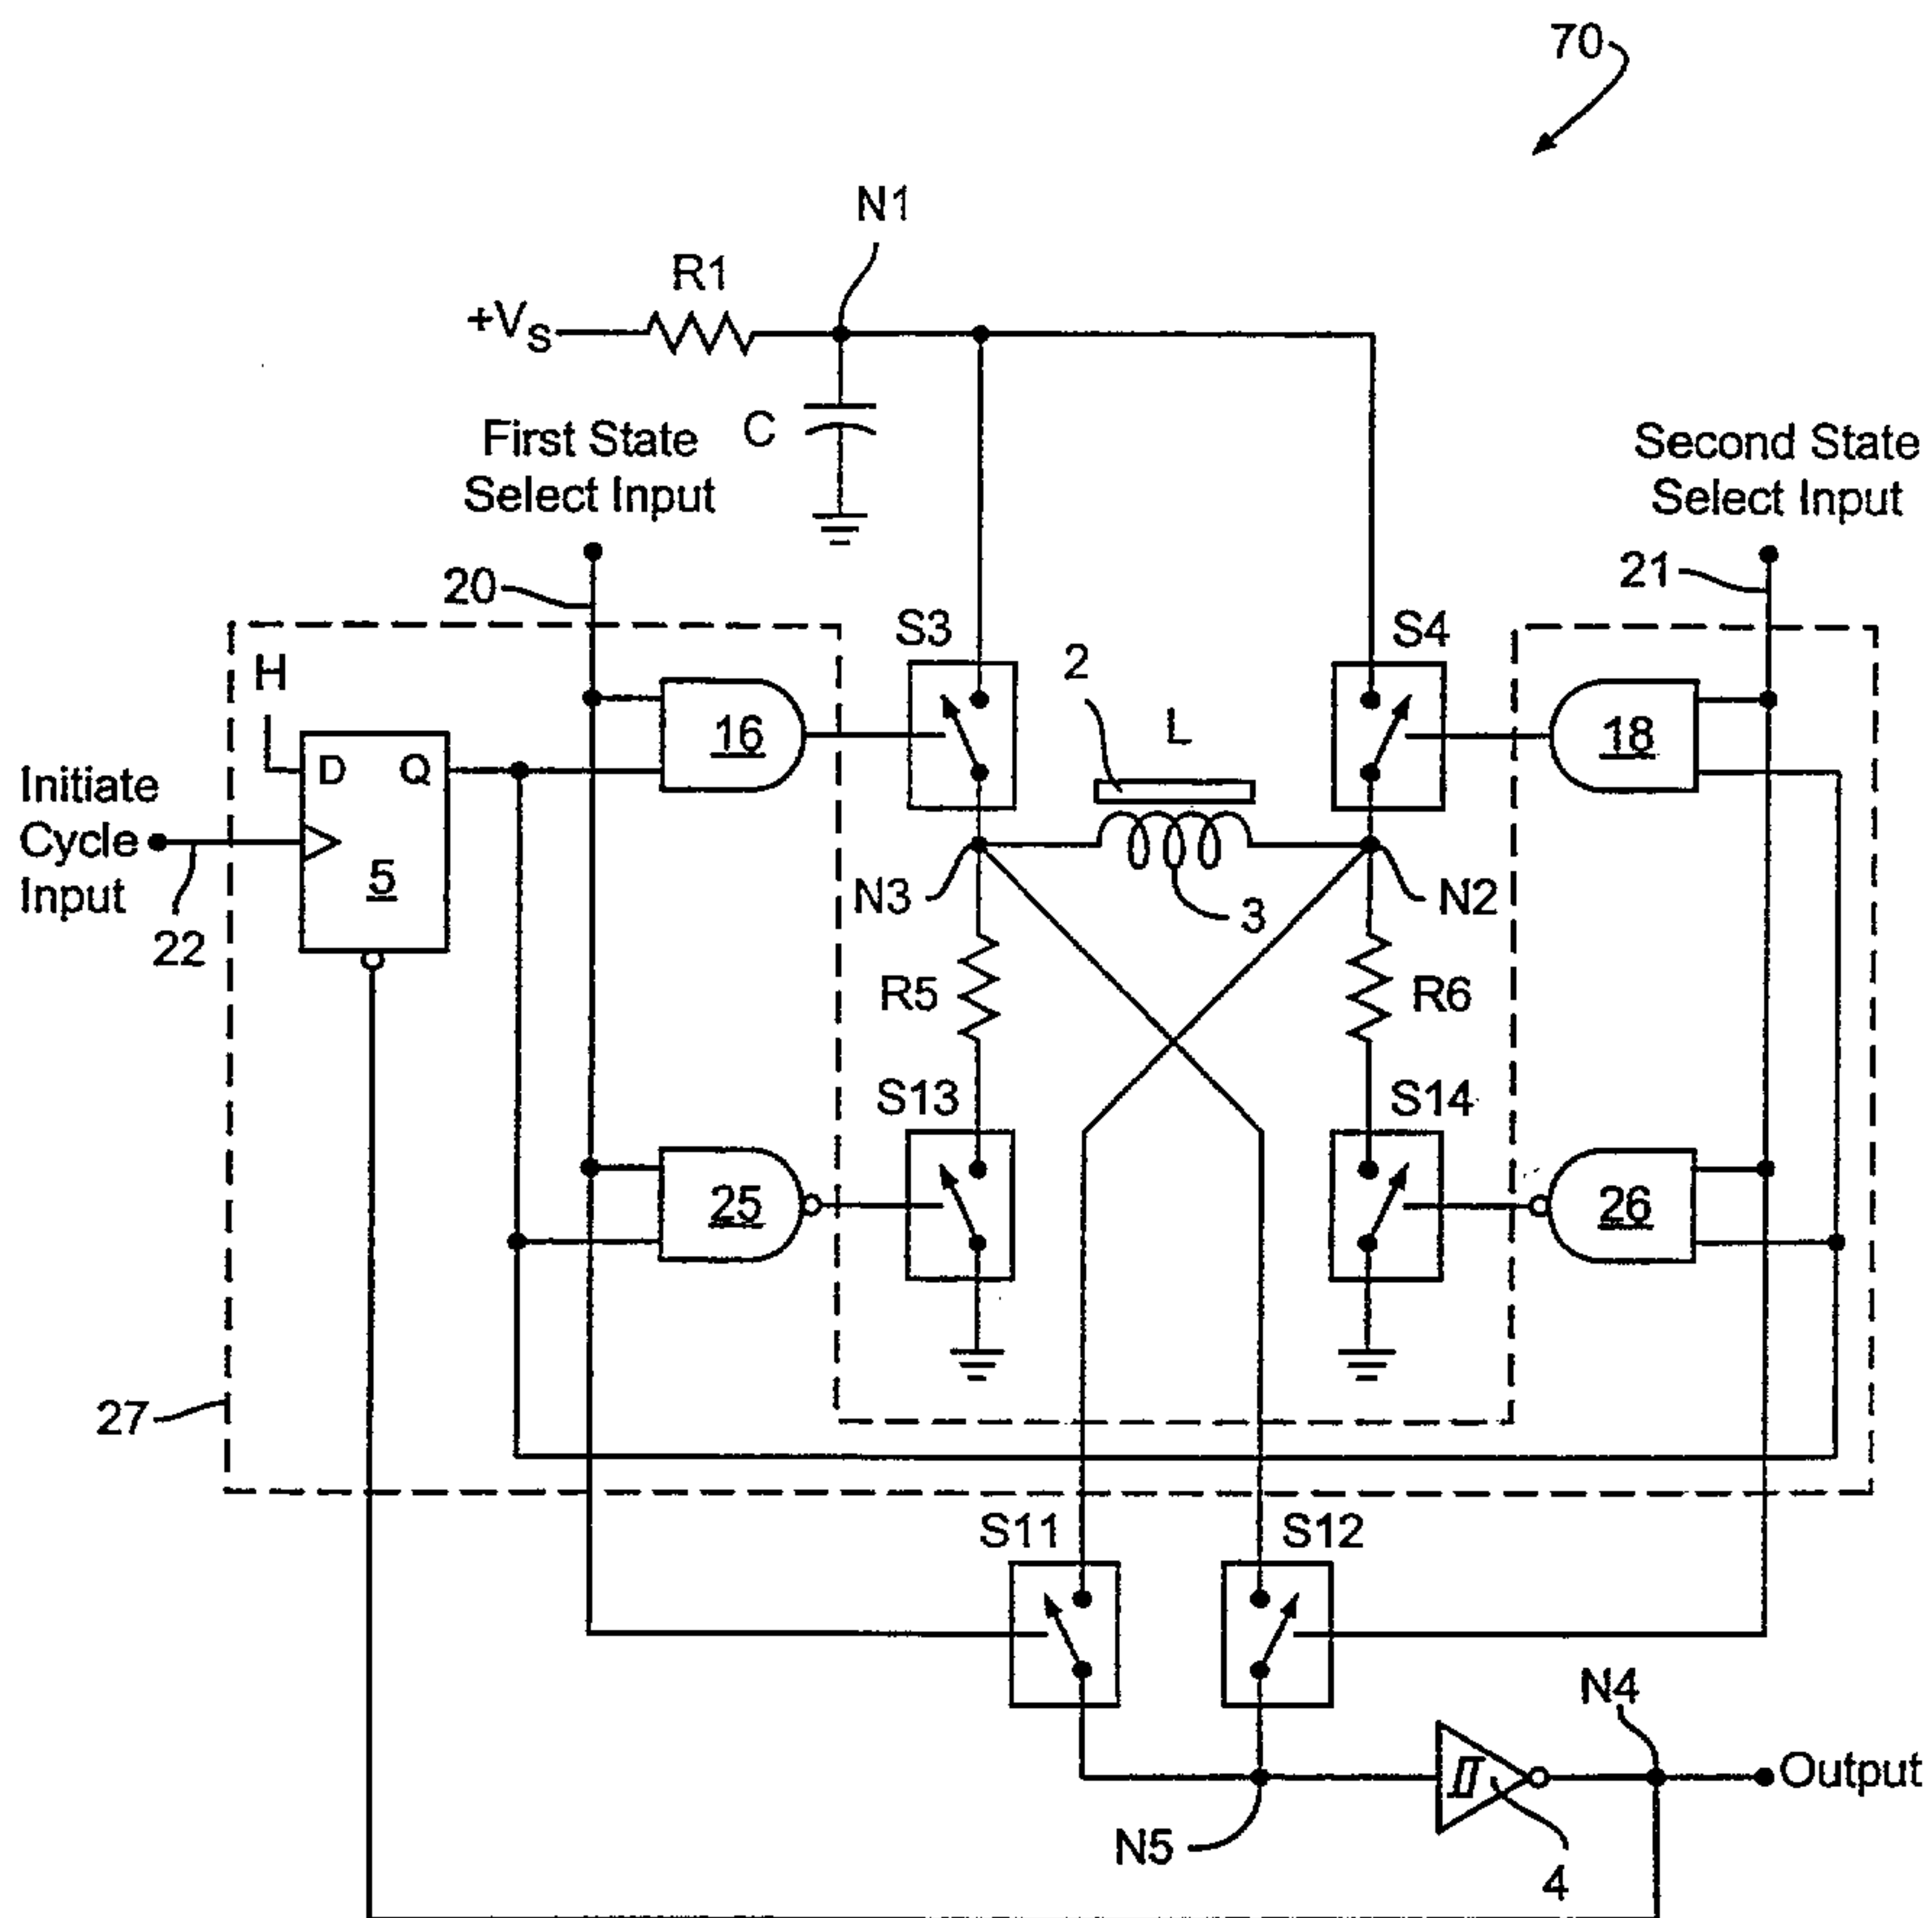 70
N1
R1
+VS
C
First State
Select Input
Second State
Select Input
20
21
S3
S4
H
2
L
16
18
D
Q
Initiate
Cycle
Input
5
22
N3
N2
3
R5
R6
S13
S14
25
26
27
S11
S12
N4
Output
N5
4